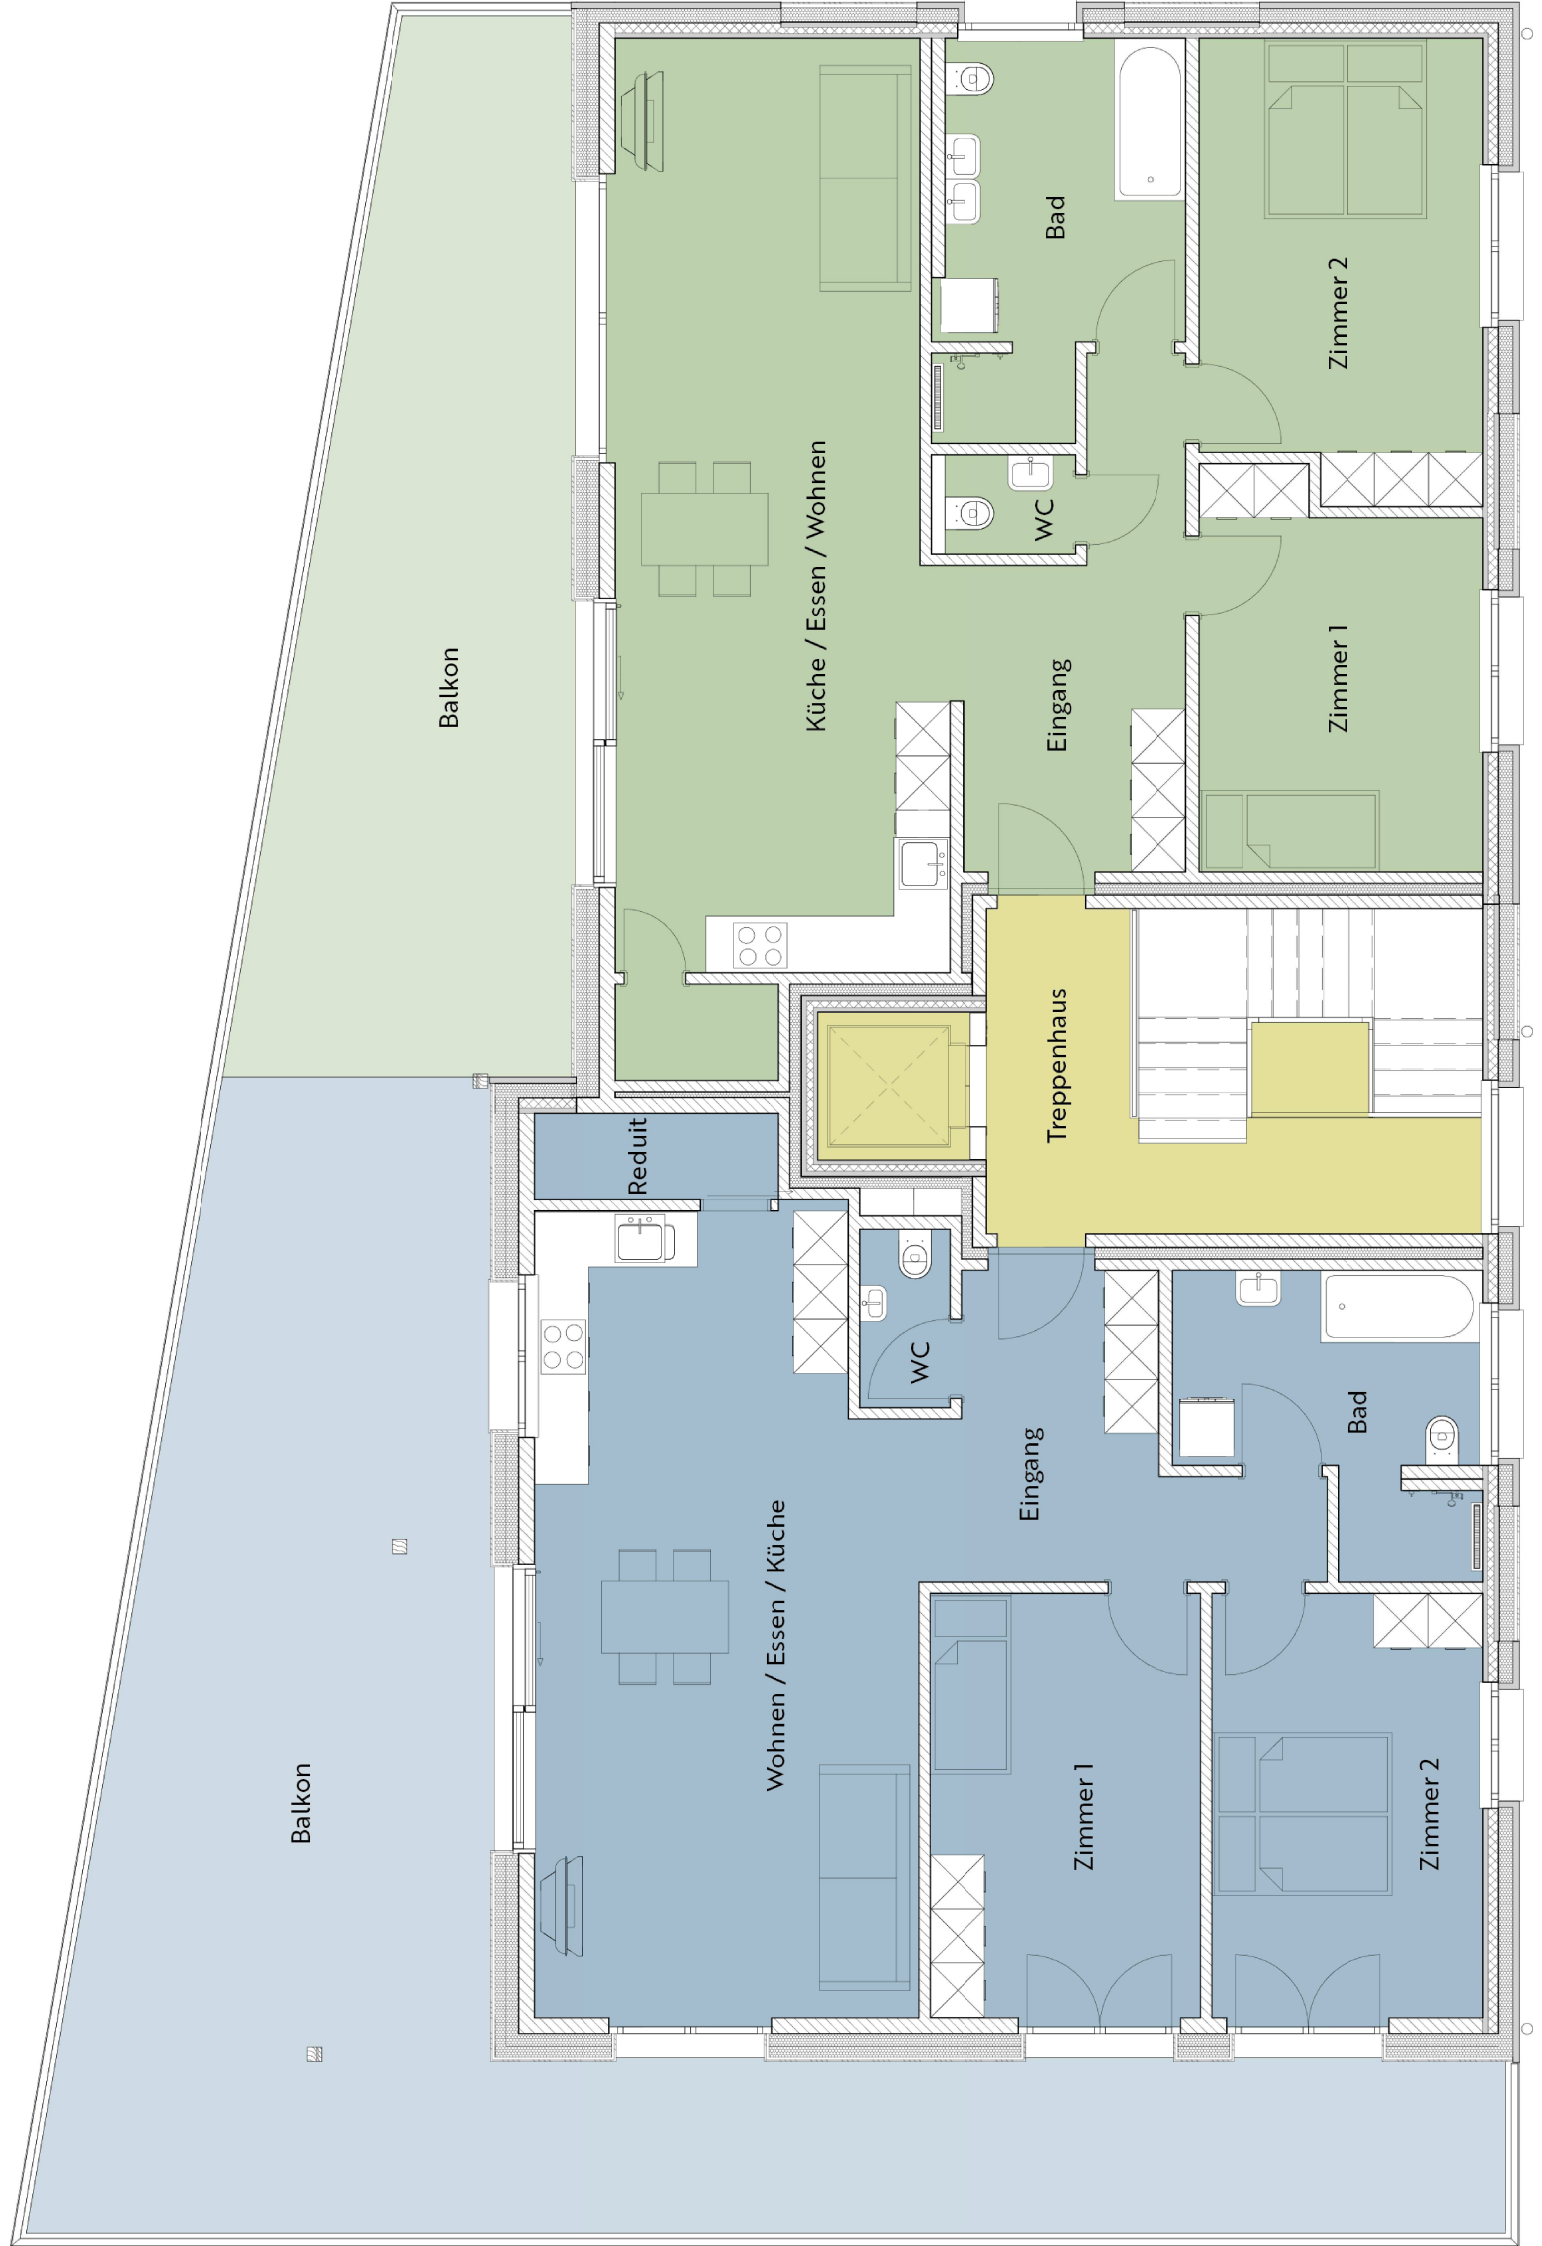 Balkon
Balkon
Reduit
Wohnen / Essen / Küche
Küche / Essen / Wohnen
WC
Eingang
WC
Zimmer 1
Treppenhaus
Eingang
Bad
Bad
Zimmer 1
Zimmer 2
Zimmer 2